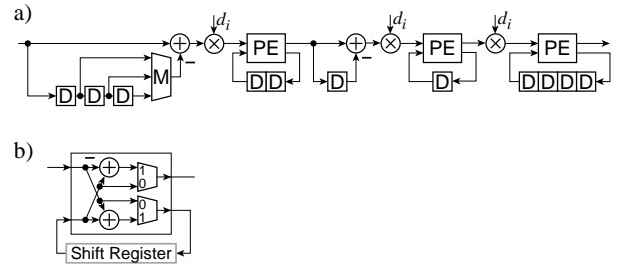 a)
d_i d_i d_i
+ × PE + × PE × PE
− −
M
D D D D D D D D D D D
b)
−
+ 1
0
0
+ 1
Shift Register